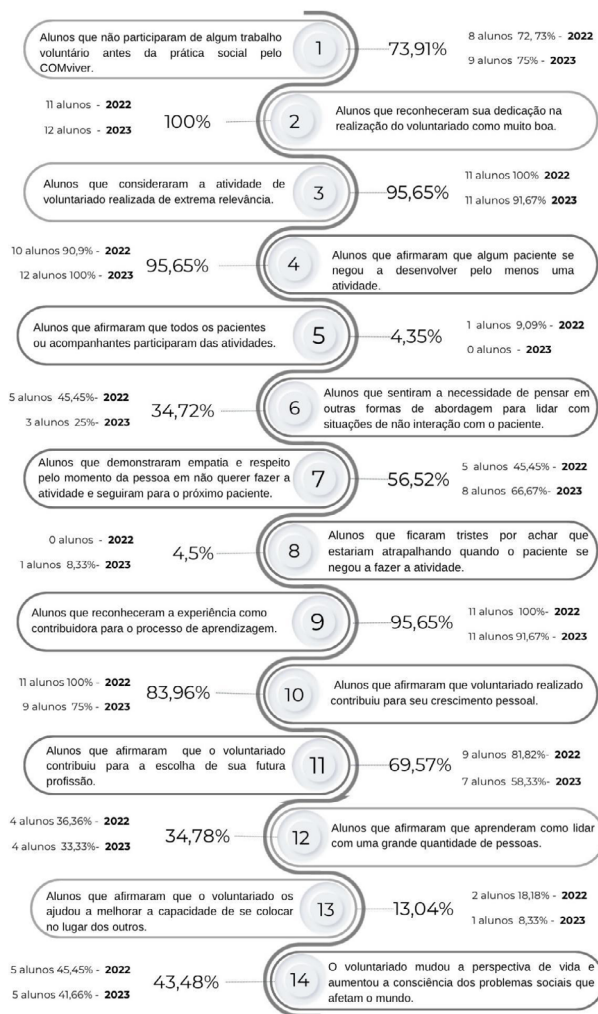 Alunos que não participaram de algum trabalho
voluntário antes da prática social pelo
COMviver.
1
73,91%
8 alunos 72, 73% - 2022
9 alunos 75% - 2023
11 alunos - 2022
12 alunos - 2023
100%
2
Alunos que reconheceram sua dedicação na
realização do voluntariado como muito boa.
Alunos que consideraram a atividade de
voluntariado realizada de extrema relevância.
3
95,65%
11 alunos 100% 2022
11 alunos 91,67% 2023
10 alunos 90,9% - 2022
12 alunos 100% - 2023
95,65%
4
Alunos que afirmaram que algum paciente se
negou a desenvolver pelo menos uma
atividade.
Alunos que afirmaram que todos os pacientes
ou acompanhantes participaram das atividades.
5
4,35%
1 alunos 9,09% - 2022
0 alunos - 2023
5 alunos 45,45% - 2022
3 alunos 25% - 2023
34,72%
6
Alunos que sentiram a necessidade de pensar em
outras formas de abordagem para lidar com
situações de não interação com o paciente.
Alunos que demonstraram empatia e respeito
pelo momento da pessoa em não querer fazer a
atividade e seguiram para o próximo paciente.
7
56,52%
5 alunos 45,45% - 2022
8 alunos 66,67% - 2023
0 alunos - 2022
1 alunos 8,33% - 2023
4,5%
8
Alunos que ficaram tristes por achar que
estariam atrapalhando quando o paciente se
negou a fazer a atividade.
Alunos que reconheceram a experiência como
contribuidora para o processo de aprendizagem.
9
95,65%
11 alunos 100% - 2022
11 alunos 91,67% - 2023
11 alunos 100% - 2022
9 alunos 75% - 2023
83,96%
10
Alunos que afirmaram que voluntariado realizado
contribuiu para seu crescimento pessoal.
Alunos que afirmaram que o voluntariado
contribuiu para a escolha de sua futura
profissão.
11
69,57%
9 alunos 81,82% - 2022
7 alunos 58,33% - 2023
4 alunos 36,36% - 2022
4 alunos 33,33% - 2023
34,78%
12
Alunos que afirmaram que aprenderam como lidar
com uma grande quantidade de pessoas.
Alunos que afirmaram que o voluntariado os
ajudou a melhorar a capacidade de se colocar
no lugar dos outros.
13
13,04%
2 alunos 18,18% - 2022
1 alunos 8,33% - 2023
5 alunos 45,45% - 2022
5 alunos 41,66% - 2023
43,48%
14
O voluntariado mudou a perspectiva de vida e
aumentou a consciência dos problemas sociais que
afetam o mundo.